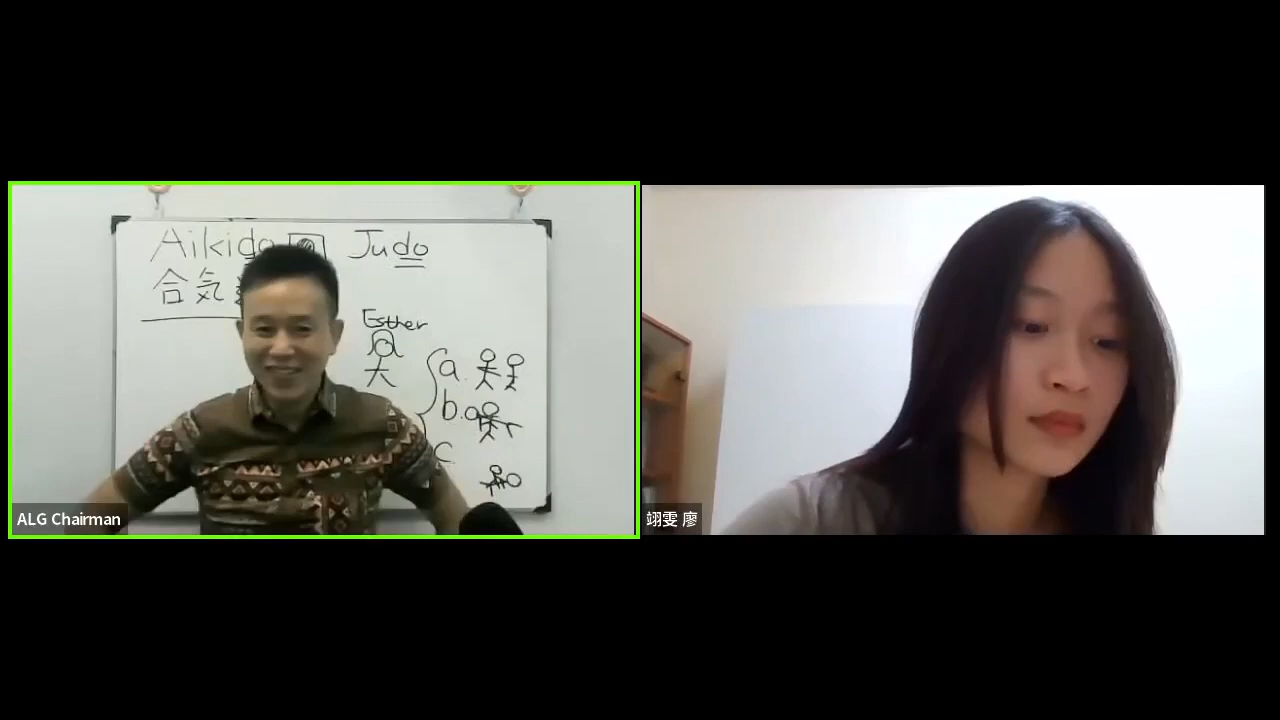 Aikido Judo
合気
Esther
a.
b.
c.
ALG Chairman
翊雯 廖